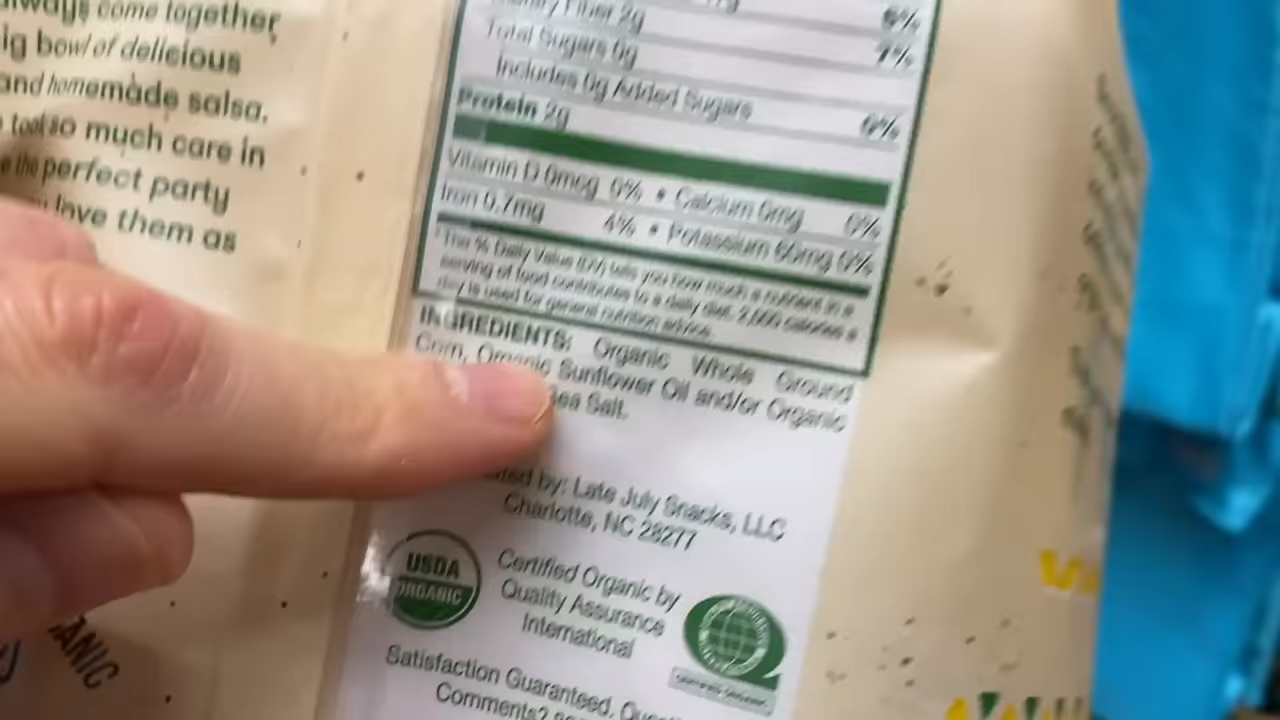 always come together,
big bowl of delicious
and homemade salsa,
took so much care in
the perfect party
love them as
Fiber 2g
6%
7%
Total Sugars 0g
Includes 0g Added Sugars
0%
Protein 2g
Vitamin D 0mcg 0% • Calcium 0mg 0%
Iron 0.7mg 4% • Potassium 60mg 0%
*The % Daily Value (DV) tells you how much a nutrient in a
serving of food contributes to a daily diet. 2,000 calories a
day is used for general nutrition advice.
INGREDIENTS: Organic Whole Ground
Corn, Organic Sunflower Oil and/or Organic
Sea Salt.
by: Late July Snacks, LLC
Charlotte, NC 28277
USDA
ORGANIC
Certified Organic by
Quality Assurance
International
Satisfaction Guaranteed.
Comments?
ANIC